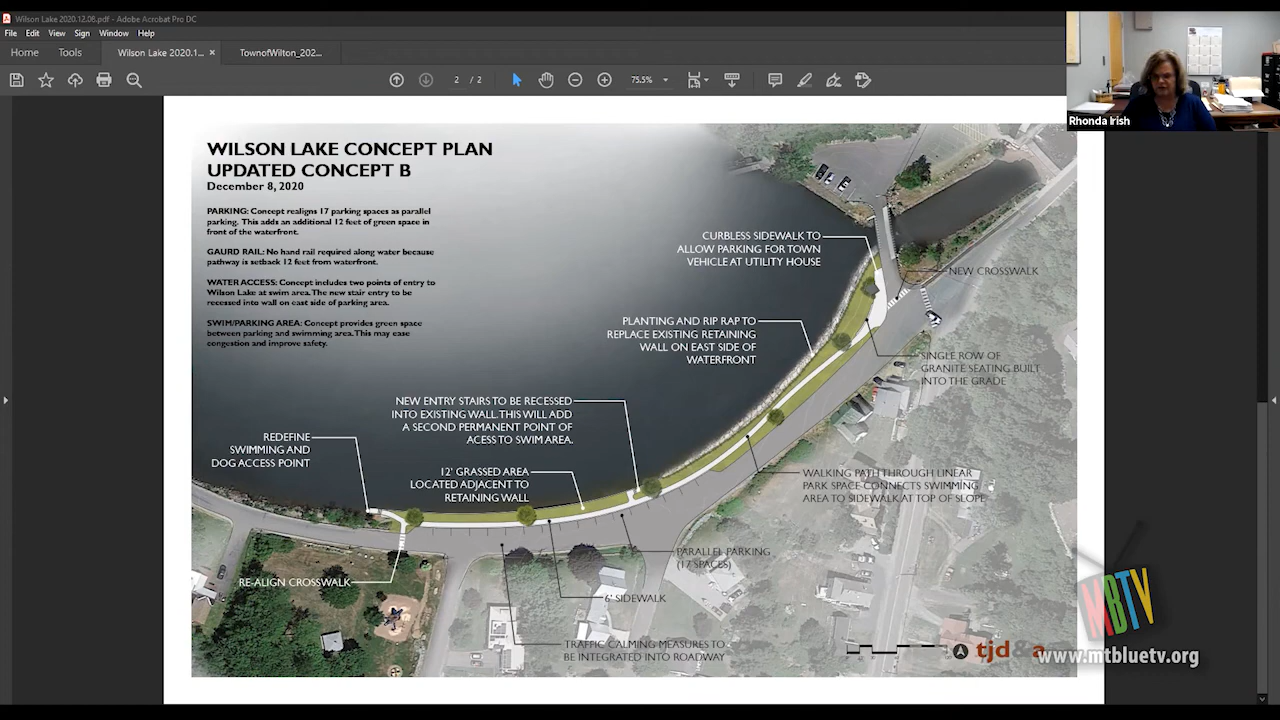 Wilson Lake 2020.12.08.pdf - Adobe Acrobat Pro DC
File Edit View Sign Window Help
Home Tools Wilson Lake 2020.1... × TownofWilton_202...
2 / 2 75.5%
Rhonda Irish
WILSON LAKE CONCEPT PLAN
UPDATED CONCEPT B
December 8, 2020
PARKING: Concept realigns 17 parking spaces as parallel
parking. This adds an additional 12 feet of green space in
front of the waterfront.
GAURD RAIL: No hand rail required along water because
pathway is setback 12 feet from waterfront.
WATER ACCESS: Concept includes two points of entry to
Wilson Lake at swim area. The new stair entry to be
recessed into wall on east side of parking area.
SWIM/PARKING AREA: Concept provides green space
between parking and swimming area. This may ease
congestion and improve safety.
CURBLESS SIDEWALK TO
ALLOW PARKING FOR TOWN
VEHICLE AT UTILITY HOUSE
NEW CROSSWALK
PLANTING AND RIP RAP TO
REPLACE EXISTING RETAINING
WALL ON EAST SIDE OF
WATERFRONT
SINGLE ROW OF
GRANITE SEATING BUILT
INTO THE GRADE
NEW ENTRY STAIRS TO BE RECESSED
INTO EXISTING WALL. THIS WILL ADD
A SECOND PERMANENT POINT OF
ACESS TO SWIM AREA.
REDEFINE
SWIMMING AND
DOG ACCESS POINT
12' GRASSED AREA
LOCATED ADJACENT TO
RETAINING WALL
WALKING PATH THROUGH LINEAR
PARK SPACE CONNECTS SWIMMING
AREA TO SIDEWALK AT TOP OF SLOPE
PARALLEL PARKING
(17 SPACES)
RE-ALIGN CROSSWALK
6' SIDEWALK
TRAFFIC CALMING MEASURES TO
BE INTEGRATED INTO ROADWAY
tjd&a
MBTV
www.mtbluetv.org